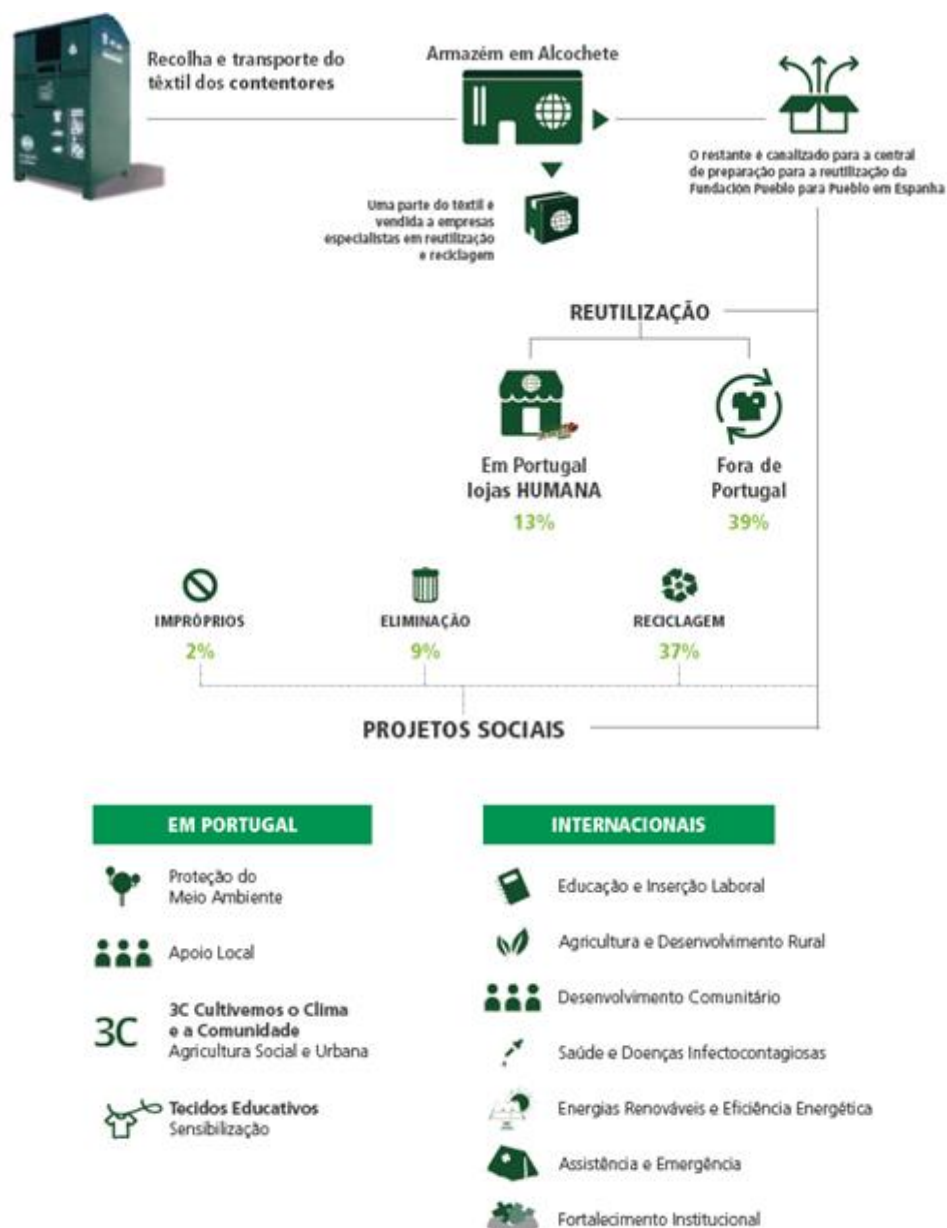 Recolha e transporte do
têxtil dos contentores
Armazém em Alcochete
O restante é canalizado para a central
de preparação para a reutilização da
Fundación Pueblo para Pueblo em Espanha
Uma parte do têxtil é
vendida a empresas
especialistas em reutilização
e reciclagem
REUTILIZAÇÃO
Em Portugal
lojas HUMANA
13%
Fora de
Portugal
39%
IMPRÓPRIOS
2%
ELIMINAÇÃO
9%
RECICLAGEM
37%
PROJETOS SOCIAIS
EM PORTUGAL
Proteção do
Meio Ambiente
Apoio Local
3C
3C Cultivemos o Clima
e a Comunidade
Agricultura Social e Urbana
Tecidos Educativos
Sensibilização
INTERNACIONAIS
Educação e Inserção Laboral
Agricultura e Desenvolvimento Rural
Desenvolvimento Comunitário
Saúde e Doenças Infectocontagiosas
Energias Renováveis e Eficiência Energética
Assistência e Emergência
Fortalecimento Institucional